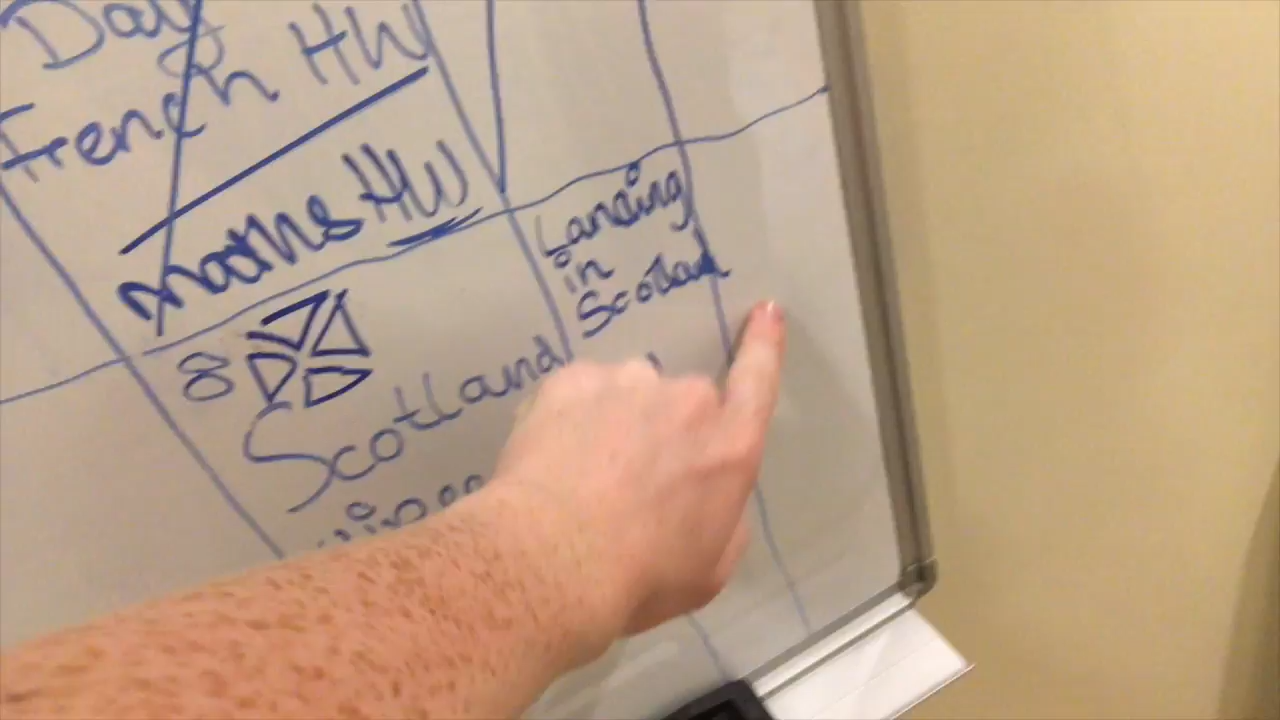 Day
French HW
maths HW
Landing
in
Scotland
8
Scotland